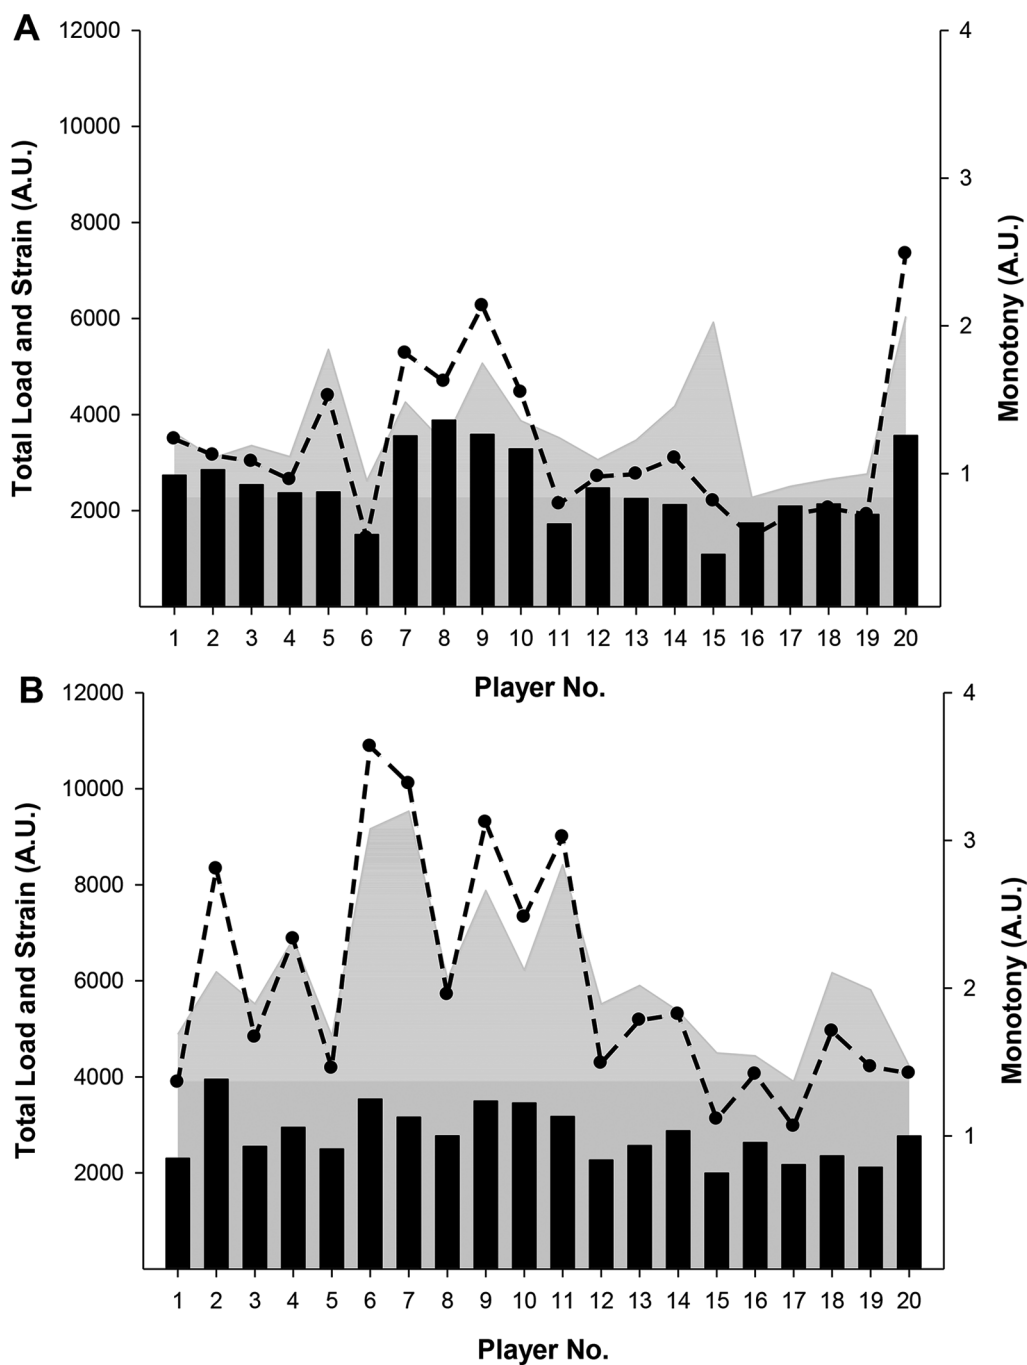 A
12000
10000
8000
6000
4000
2000
Total Load and Strain (A.U.)
4
3
2
1
Monotony (A.U.)
1 2 3 4 5 6 7 8 9 10 11 12 13 14 15 16 17 18 19 20
Player No.
B
12000
10000
8000
6000
4000
2000
Total Load and Strain (A.U.)
4
3
2
1
Monotony (A.U.)
1 2 3 4 5 6 7 8 9 10 11 12 13 14 15 16 17 18 19 20
Player No.